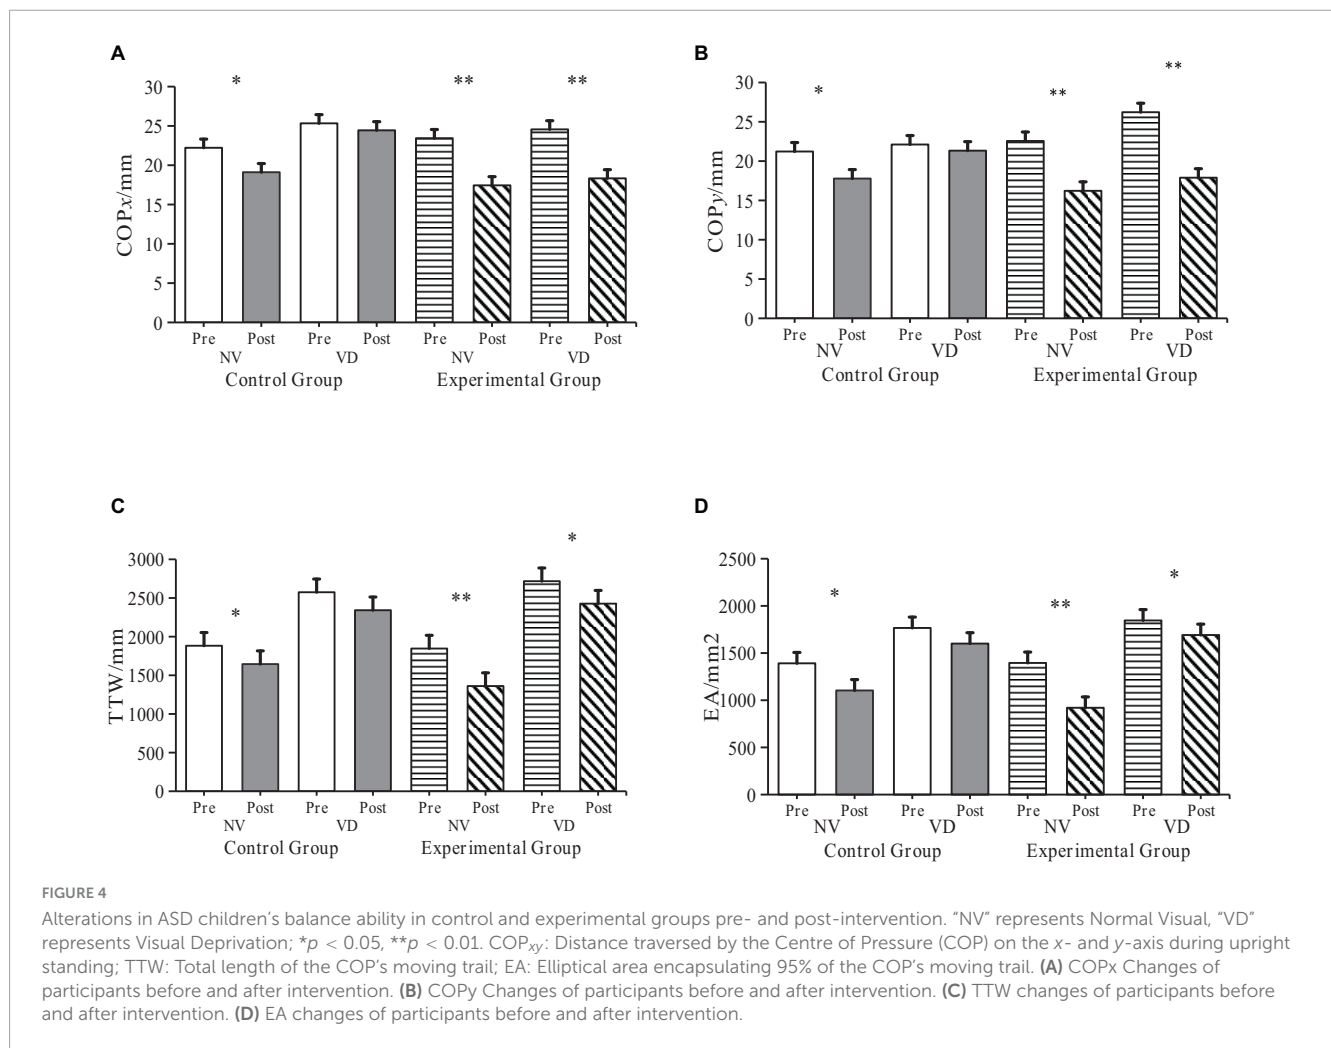 A
* ** **
30
25
20
15
10
5
0
COPx/mm
Pre Post Pre Post Pre Post Pre Post
NV VD NV VD
Control Group Experimental Group
B
* ** **
30
25
20
15
10
5
0
COPy/mm
Pre Post Pre Post Pre Post Pre Post
NV VD NV VD
Control Group Experimental Group
C
* ** *
3000
2500
2000
1500
1000
500
0
TTW/mm
Pre Post Pre Post Pre Post Pre Post
NV VD NV VD
Control Group Experimental Group
D
* ** *
2500
2000
1500
1000
500
0
EA/mm2
Pre Post Pre Post Pre Post Pre Post
NV VD NV VD
Control Group Experimental Group
FIGURE 4
Alterations in ASD children's balance ability in control and experimental groups pre- and post-intervention. "NV" represents Normal Visual, "VD"
represents Visual Deprivation; *p < 0.05, **p < 0.01. COPxy: Distance traversed by the Centre of Pressure (COP) on the x- and y-axis during upright
standing; TTW: Total length of the COP's moving trail; EA: Elliptical area encapsulating 95% of the COP's moving trail. (A) COPx Changes of
participants before and after intervention. (B) COPy Changes of participants before and after intervention. (C) TTW changes of participants before
and after intervention. (D) EA changes of participants before and after intervention.